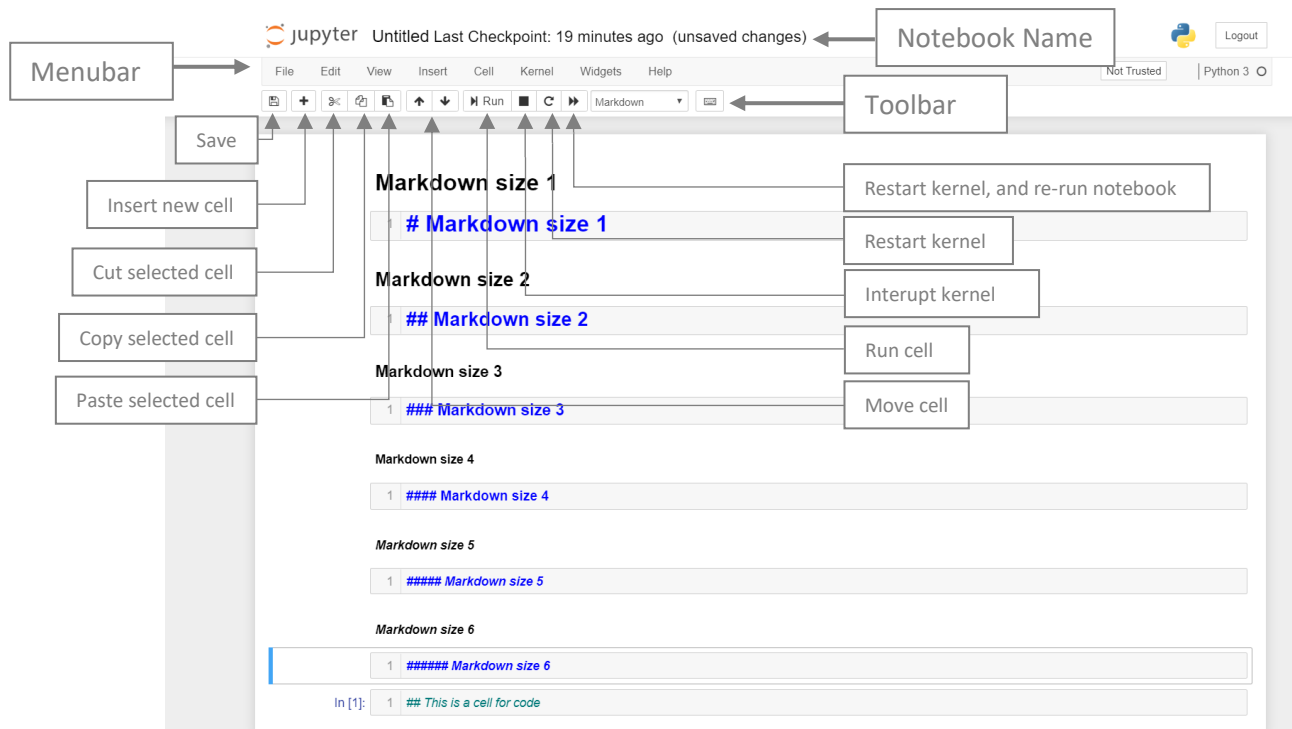 jupyter Untitled Last Checkpoint: 19 minutes ago (unsaved changes)
Notebook Name
Logout
Menubar
File Edit View Insert Cell Kernel Widgets Help
Not Trusted
Python 3
Run
Markdown
Toolbar
Save
Markdown size 1
Restart kernel, and re-run notebook
Insert new cell
1 # Markdown size 1
Restart kernel
Cut selected cell
Markdown size 2
Interupt kernel
1 ## Markdown size 2
Copy selected cell
Run cell
Markdown size 3
Paste selected cell
1 ### Markdown size 3
Move cell
Markdown size 4
1 #### Markdown size 4
Markdown size 5
1 ##### Markdown size 5
Markdown size 6
1 ###### Markdown size 6
In [1]: 1 ## This is a cell for code